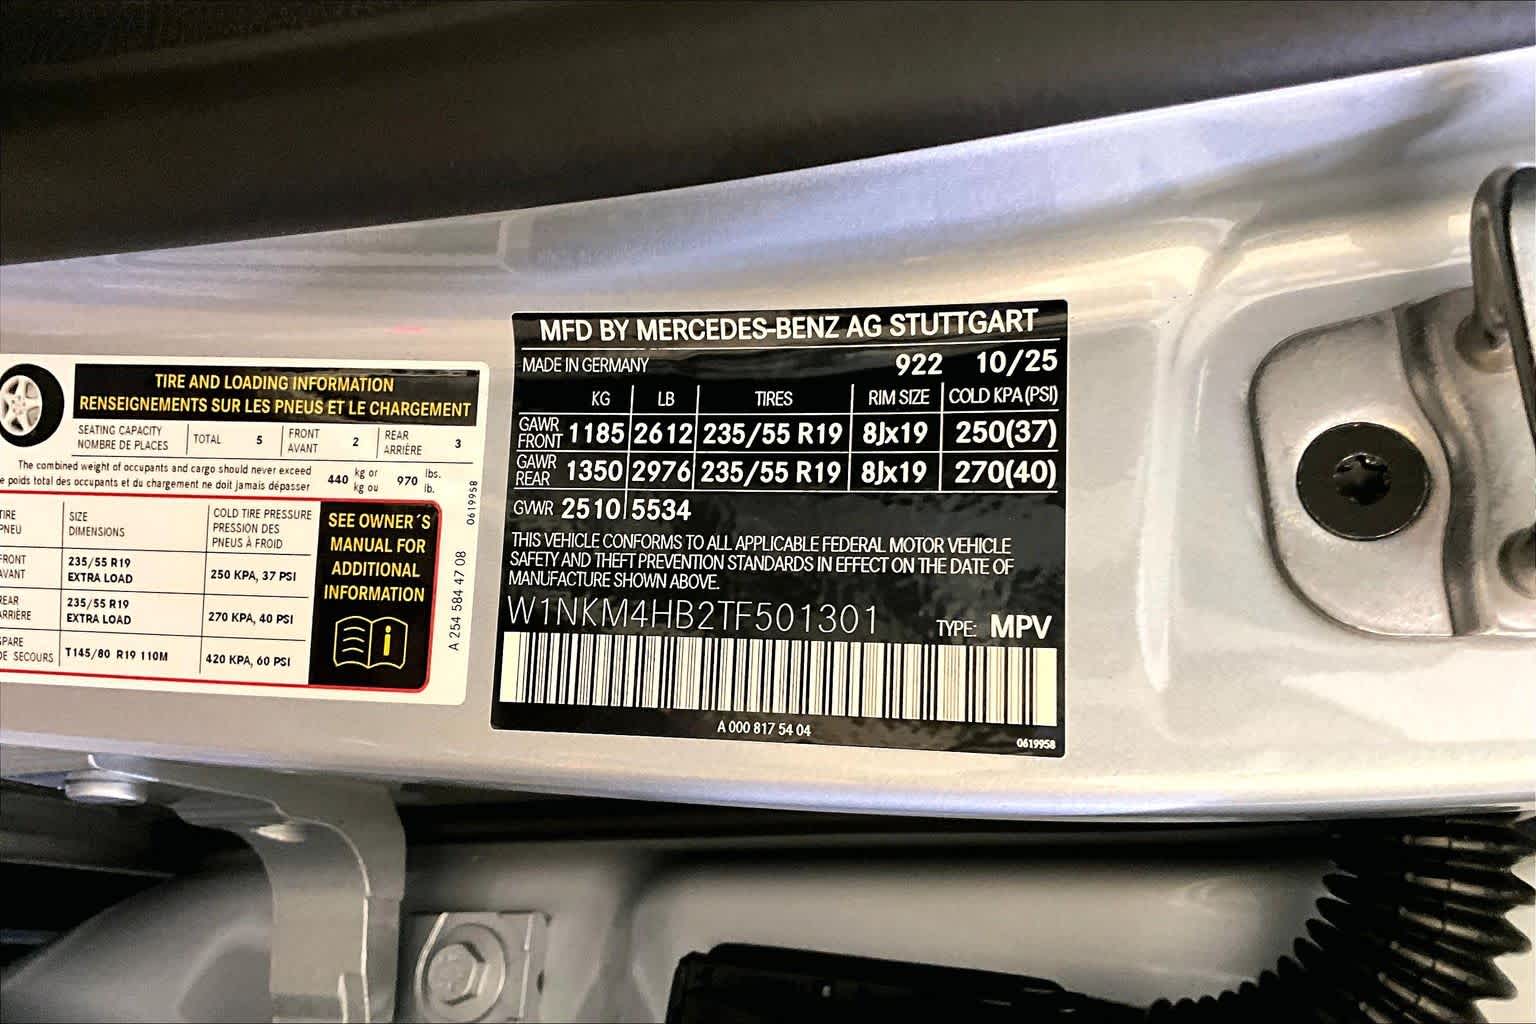 TIRE AND LOADING INFORMATION
RENSEIGNEMENTS SUR LES PNEUS ET LE CHARGEMENT
SEATING CAPACITY
NOMBRE DE PLACES
TOTAL 5
FRONT
AVANT
2
REAR
ARRIÈRE
3
The combined weight of occupants and cargo should never exceed
poids total des occupants et du chargement ne doit jamais dépasser
440 kg or
kg ou
970 lbs.
lb.
SIZE
DIMENSIONS
COLD TIRE PRESSURE
PRESSION DES
PNEUS À FROID
235/55 R19
EXTRA LOAD
250 KPA, 37 PSI
235/55 R19
EXTRA LOAD
270 KPA, 40 PSI
DE SECOURS
T145/80 R19 110M
420 KPA, 60 PSI
SEE OWNER´S
MANUAL FOR
ADDITIONAL
INFORMATION
A 254 584 47 08
0619958
MFD BY MERCEDES-BENZ AG STUTTGART
MADE IN GERMANY 922 10/25
KG LB TIRES RIM SIZE COLD KPA(PSI)
GAWR
FRONT 1185 2612 235/55 R19 8Jx19 250(37)
GAWR
REAR 1350 2976 235/55 R19 8Jx19 270(40)
GVWR 2510 5534
THIS VEHICLE CONFORMS TO ALL APPLICABLE FEDERAL MOTOR VEHICLE
SAFETY AND THEFT PREVENTION STANDARDS IN EFFECT ON THE DATE OF
MANUFACTURE SHOWN ABOVE.
W1NKM4HB2TF501301 TYPE: MPV
A 000 817 54 04
0619958